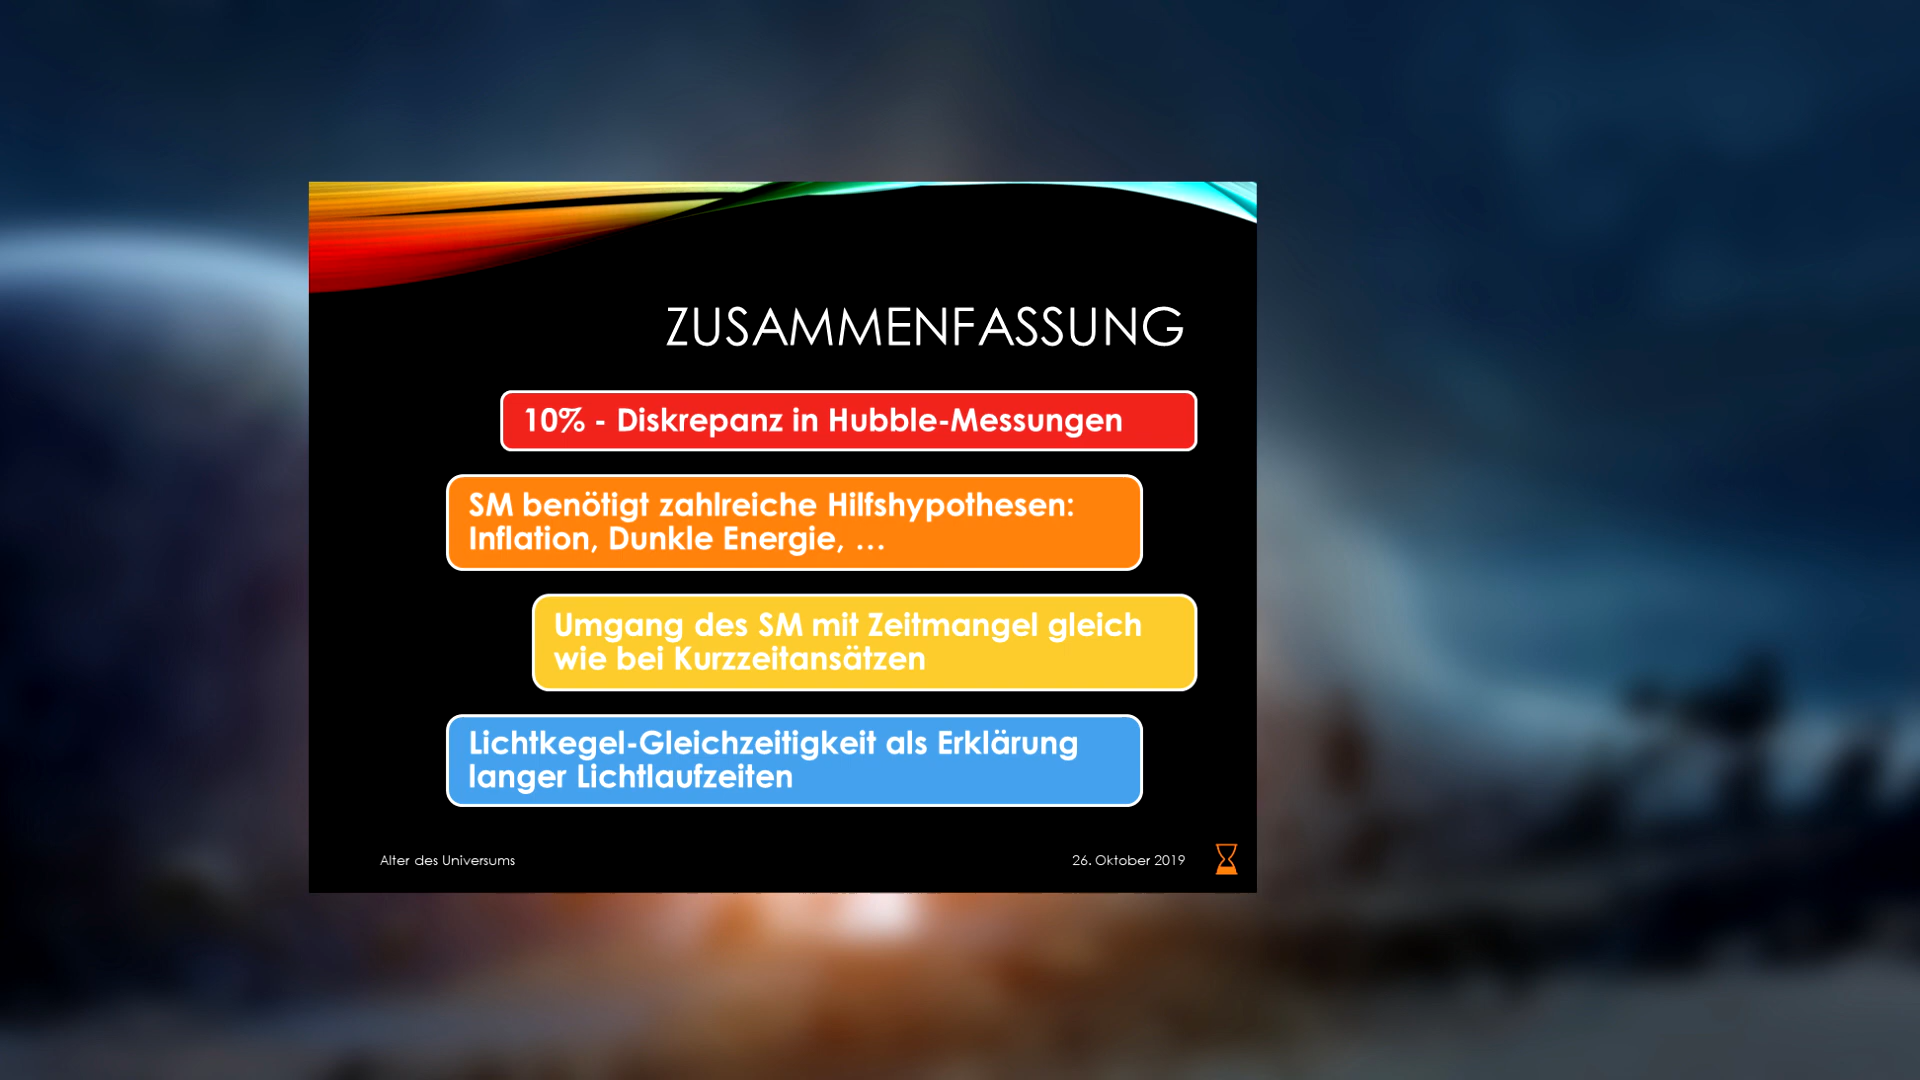 ZUSAMMENFASSUNG
10% - Diskrepanz in Hubble-Messungen
SM benötigt zahlreiche Hilfshypothesen:
Inflation, Dunkle Energie, …
Umgang des SM mit Zeitmangel gleich
wie bei Kurzzeitansätzen
Lichtkegel-Gleichzeitigkeit als Erklärung
langer Lichtlaufzeiten
Alter des Universums
26. Oktober 2019